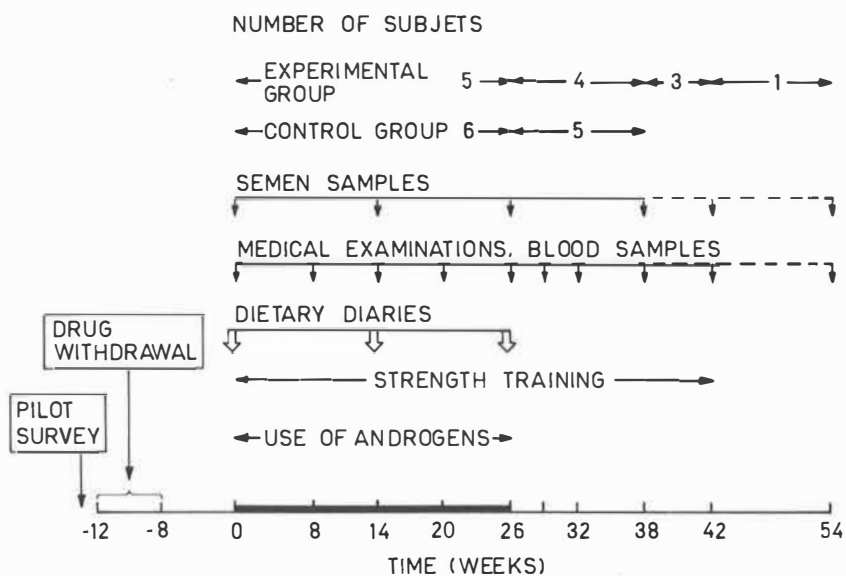 NUMBER OF SUBJETS
EXPERIMENTAL GROUP 5 4 3 1
CONTROL GROUP 6 5
SEMEN SAMPLES
MEDICAL EXAMINATIONS, BLOOD SAMPLES
DIETARY DIARIES
DRUG
WITHDRAWAL
STRENGTH TRAINING
PILOT
SURVEY
USE OF ANDROGENS
-12 -8 0 8 14 20 26 32 38 42 54
TIME (WEEKS)